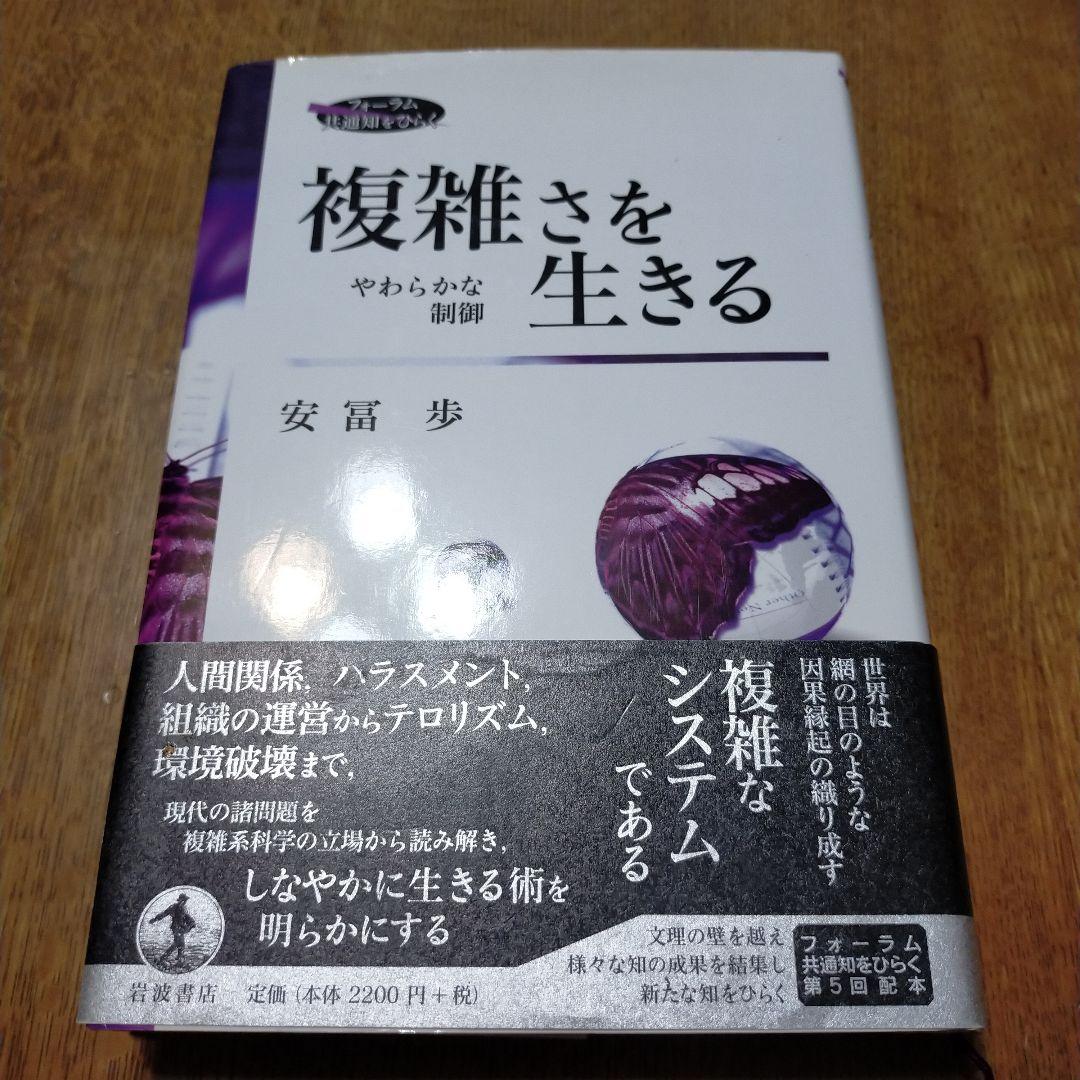 フォーラム
共通知をひらく
複雑さを
生きる
やわらかな
制御
安冨 歩
Other No
世界は
網の目のような
因果縁起の織り成す
複雑な
システム
である
人間関係，ハラスメント，
組織の運営からテロリズム，
環境破壊まで，
現代の諸問題を
複雑系科学の立場から読み解き，
しなやかに生きる術を
明らかにする
岩波書店 定価（本体 2200 円＋税）
文理の壁を越え
様々な知の成果を結集し
新たな知をひらく
フォーラム
共通知をひらく
第5回配本